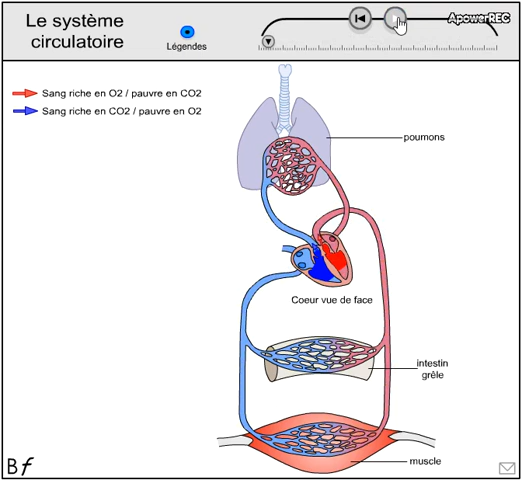 Le système
circulatoire
Légendes
ApowerREC
Sang riche en O2 / pauvre en CO2
Sang riche en CO2 / pauvre en O2
poumons
Coeur vue de face
intestin
grêle
muscle
Bf